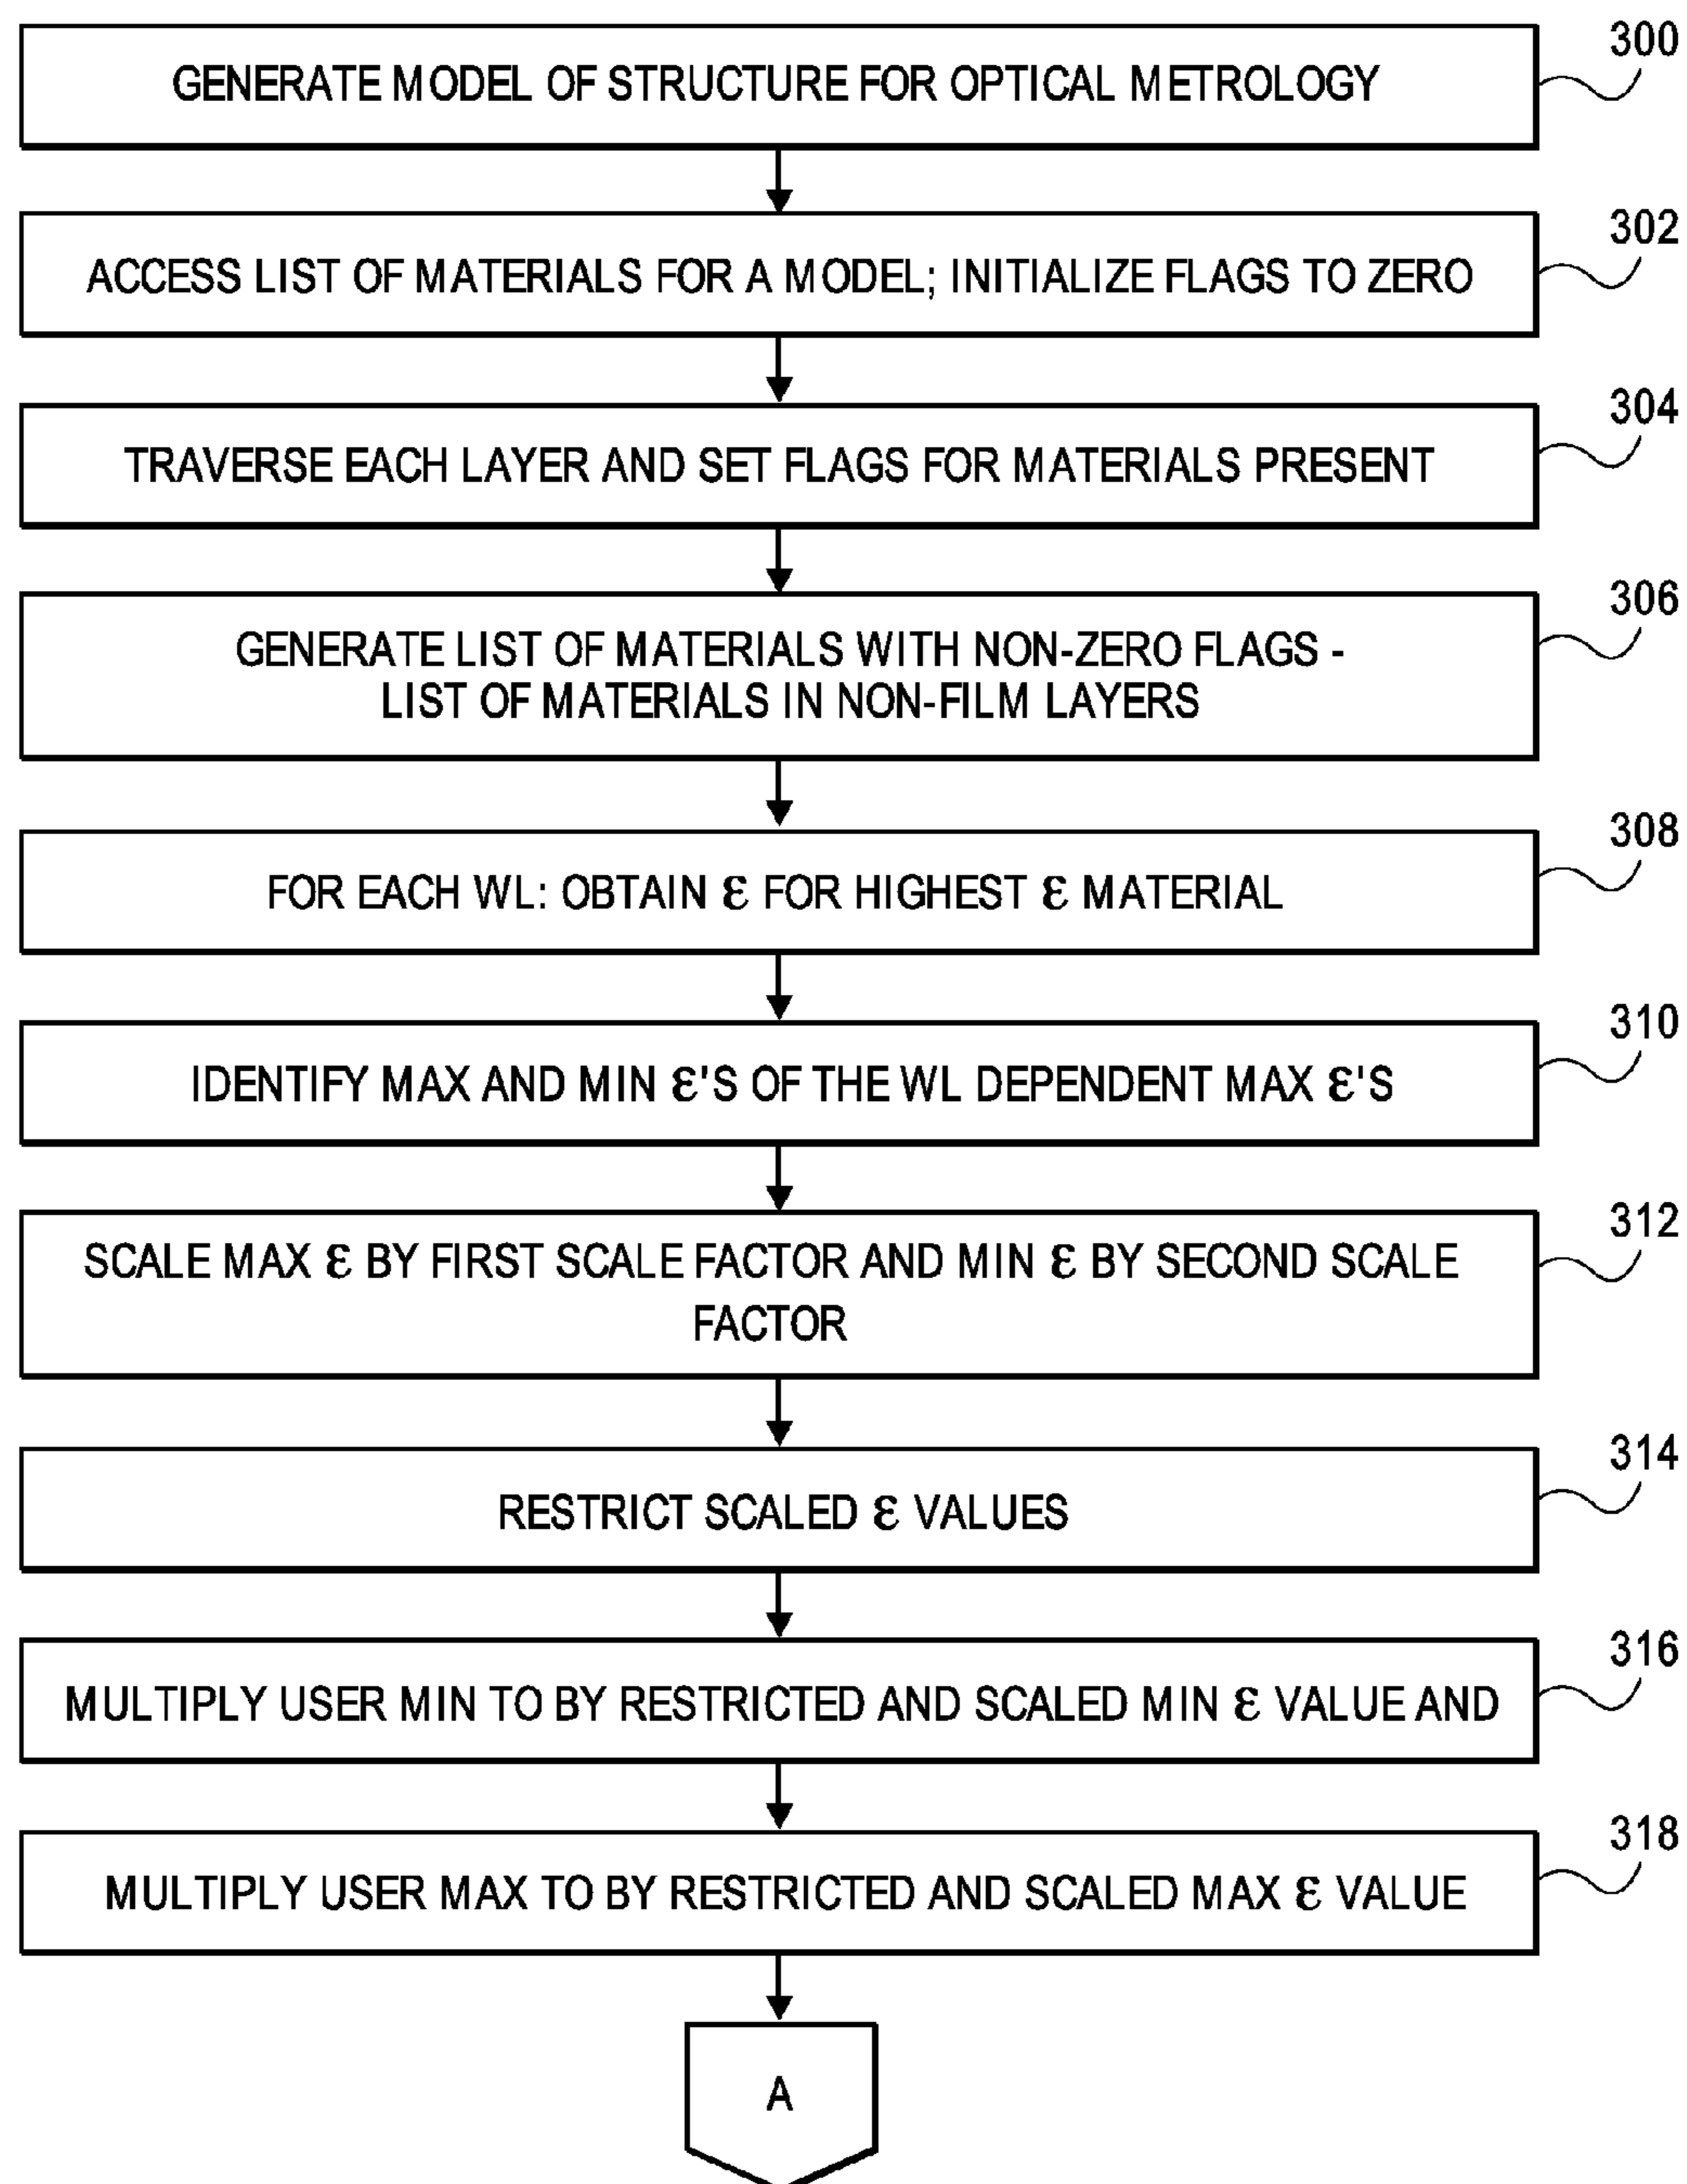 300
GENERATE MODEL OF STRUCTURE FOR OPTICAL METROLOGY
302
ACCESS LIST OF MATERIALS FOR A MODEL; INITIALIZE FLAGS TO ZERO
304
TRAVERSE EACH LAYER AND SET FLAGS FOR MATERIALS PRESENT
306
GENERATE LIST OF MATERIALS WITH NON-ZERO FLAGS -
LIST OF MATERIALS IN NON-FILM LAYERS
308
FOR EACH WL: OBTAIN ε FOR HIGHEST ε MATERIAL
310
IDENTIFY MAX AND MIN ε'S OF THE WL DEPENDENT MAX ε'S
312
SCALE MAX ε BY FIRST SCALE FACTOR AND MIN ε BY SECOND SCALE
FACTOR
314
RESTRICT SCALED ε VALUES
316
MULTIPLY USER MIN TO BY RESTRICTED AND SCALED MIN ε VALUE AND
318
MULTIPLY USER MAX TO BY RESTRICTED AND SCALED MAX ε VALUE
A